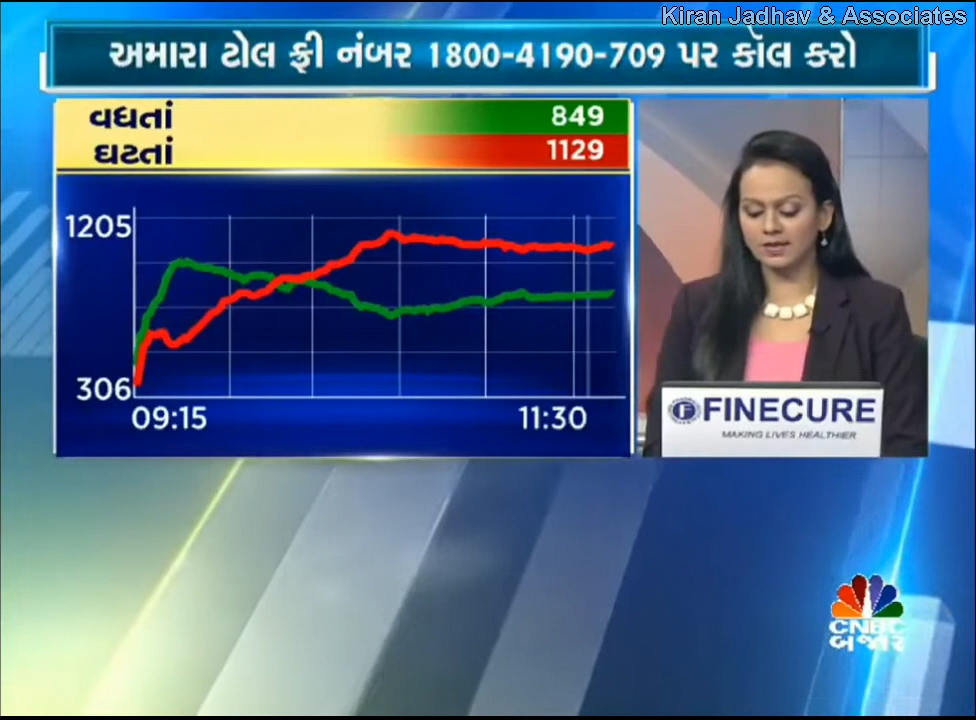 Kiran Jadhav & Associates
અમારા ટોલ ફ્રી નંબર 1800-4190-709 પર કૉલ કરો
વધતાં 849
ઘટતાં 1129
1205
306
09:15 11:30
FINECURE
MAKING LIVES HEALTHIER
CNBC
બજાર